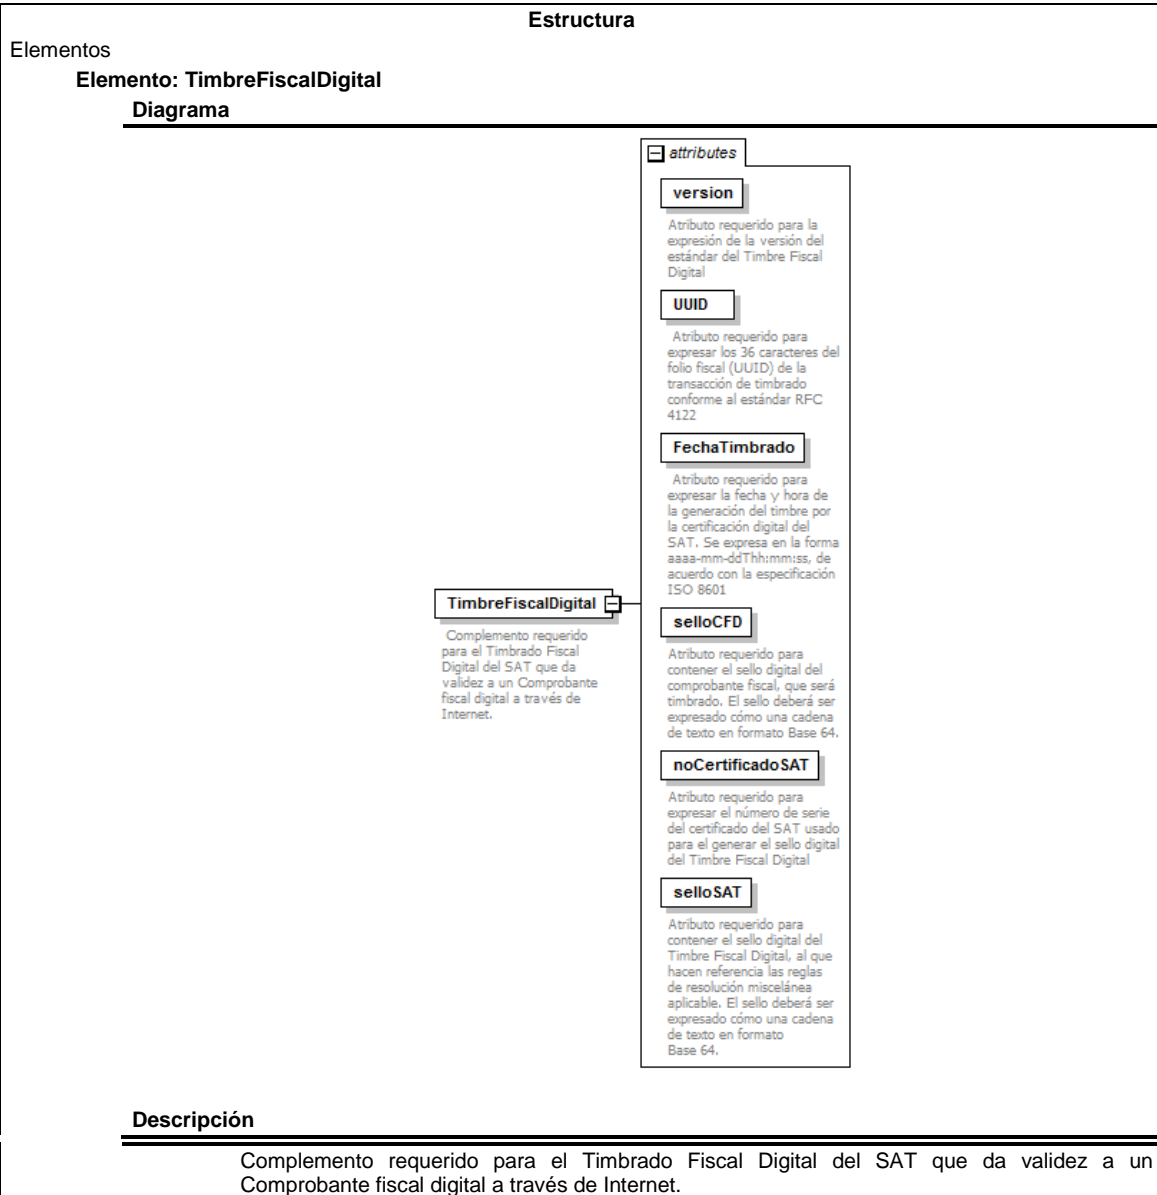 Estructura
Elementos
Elemento: TimbreFiscalDigital
Diagrama
attributes
version
Atributo requerido para la
expresión de la versión del
estándar del Timbre Fiscal
Digital
UUID
Atributo requerido para
expresar los 36 caracteres del
folio fiscal (UUID) de la
transacción de timbrado
conforme al estándar RFC
4122
FechaTimbrado
Atributo requerido para
expresar la fecha y hora de
la generación del timbre por
la certificación digital del
SAT. Se expresa en la forma
aaaa-mm-ddThh:mm:ss, de
acuerdo con la especificación
ISO 8601
TimbreFiscalDigital
Complemento requerido
para el Timbrado Fiscal
Digital del SAT que da
validez a un Comprobante
fiscal digital a través de
Internet.
selloCFD
Atributo requerido para
contener el sello digital del
comprobante fiscal, que será
timbrado. El sello deberá ser
expresado cómo una cadena
de texto en formato Base 64.
noCertificadoSAT
Atributo requerido para
expresar el número de serie
del certificado del SAT usado
para el generar el sello digital
del Timbre Fiscal Digital
selloSAT
Atributo requerido para
contener el sello digital del
Timbre Fiscal Digital, al que
hacen referencia las reglas
de resolución miscelánea
aplicable. El sello deberá ser
expresado cómo una cadena
de texto en formato
Base 64.
Descripción
Complemento requerido para el Timbrado Fiscal Digital del SAT que da validez a un
Comprobante fiscal digital a través de Internet.